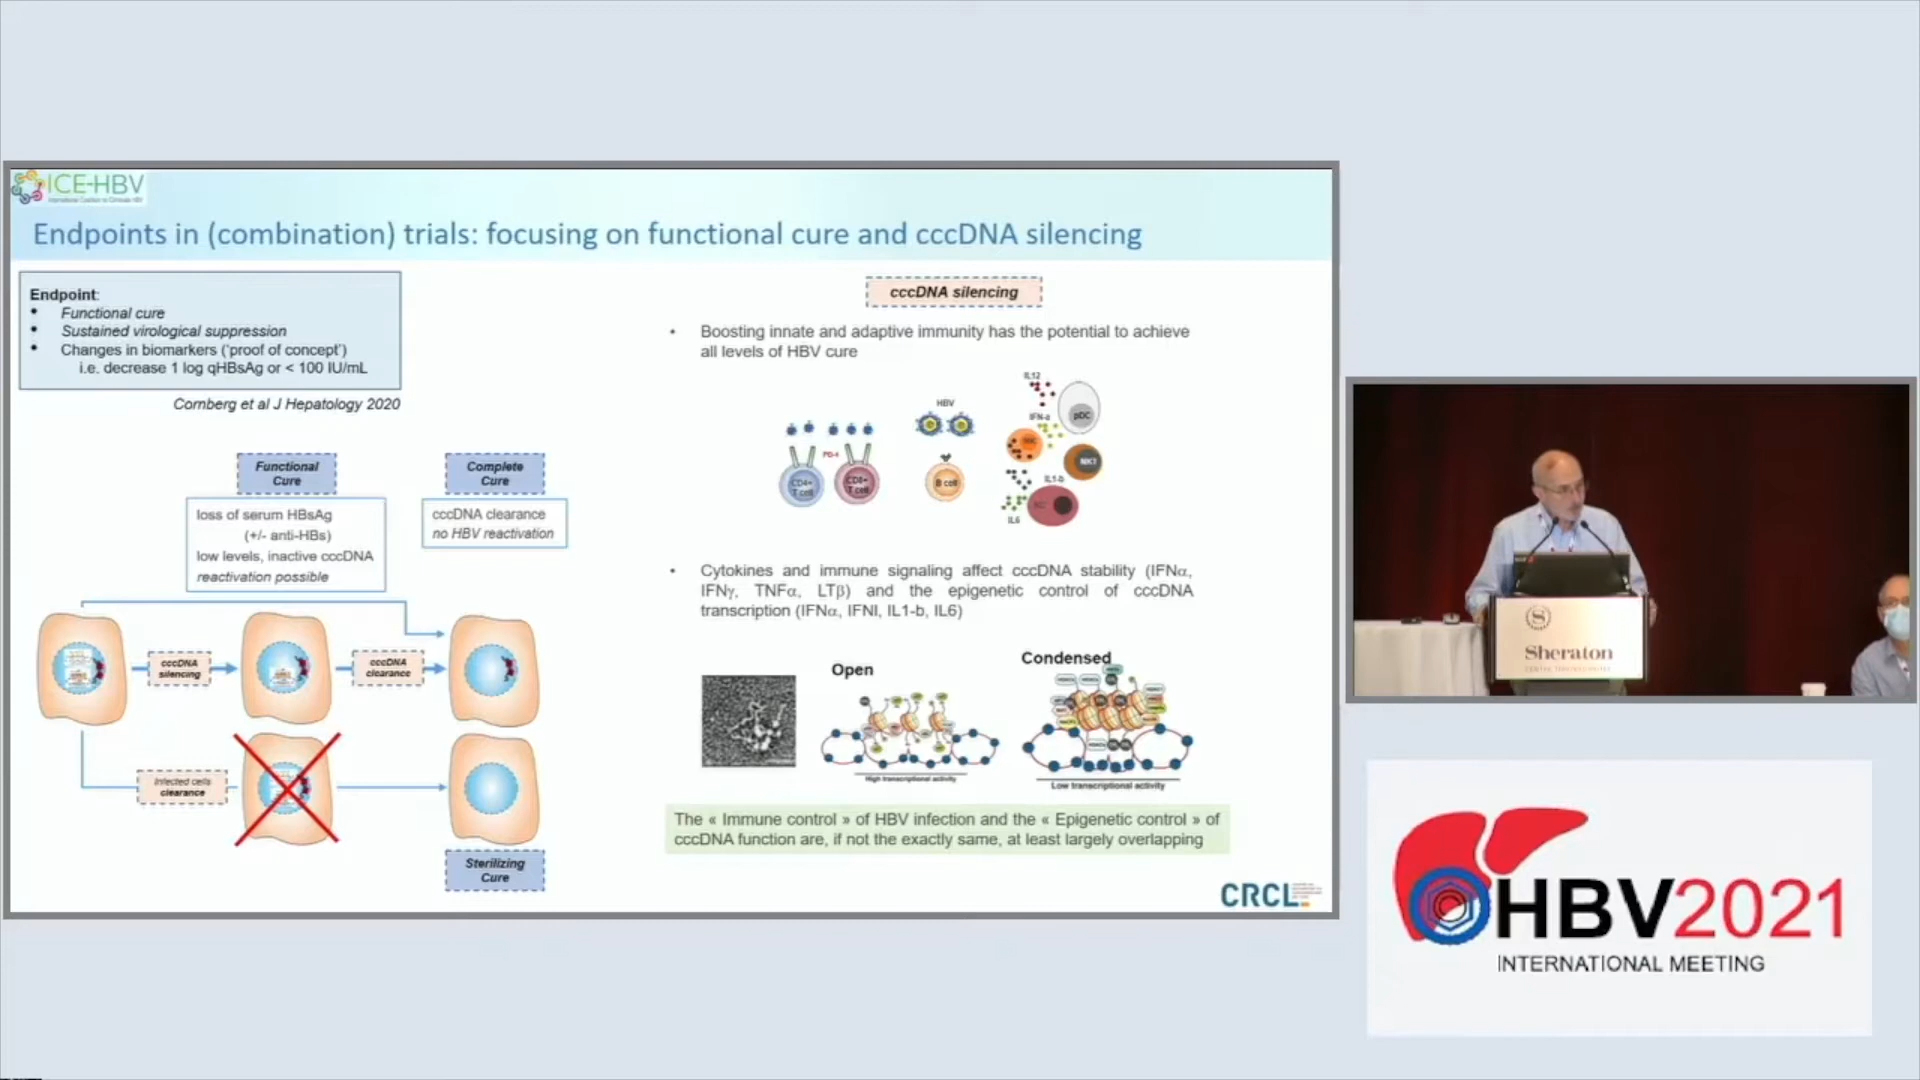 ICE-HBV
Endpoints in (combination) trials: focusing on functional cure and cccDNA silencing
Endpoint:
• Functional cure
• Sustained virological suppression
• Changes in biomarkers ('proof of concept')
i.e. decrease 1 log qHBsAg or < 100 IU/mL
Cornberg et al J Hepatology 2020
Functional
Cure
loss of serum HBsAg
(+/- anti-HBs)
low levels, inactive cccDNA
reactivation possible
Complete
Cure
cccDNA clearance
no HBV reactivation
cccDNA
silencing
cccDNA
clearance
Infected cells
clearance
Sterilizing
Cure
cccDNA silencing
• Boosting innate and adaptive immunity has the potential to achieve
all levels of HBV cure
CD4+
T cell
PD-1
CD8+
T cell
HBV
B cell
IL12
pDC
IFN-α
NKT
IL1-b
IL6
• Cytokines and immune signaling affect cccDNA stability (IFNα,
IFNγ, TNFα, LTβ) and the epigenetic control of cccDNA
transcription (IFNα, IFNI, IL1-b, IL6)
Open
High transcriptional activity
Condensed
Low transcriptional activity
The « Immune control » of HBV infection and the « Epigenetic control » of
cccDNA function are, if not the exactly same, at least largely overlapping
CRCL
S
Sheraton
HBV2021
INTERNATIONAL MEETING